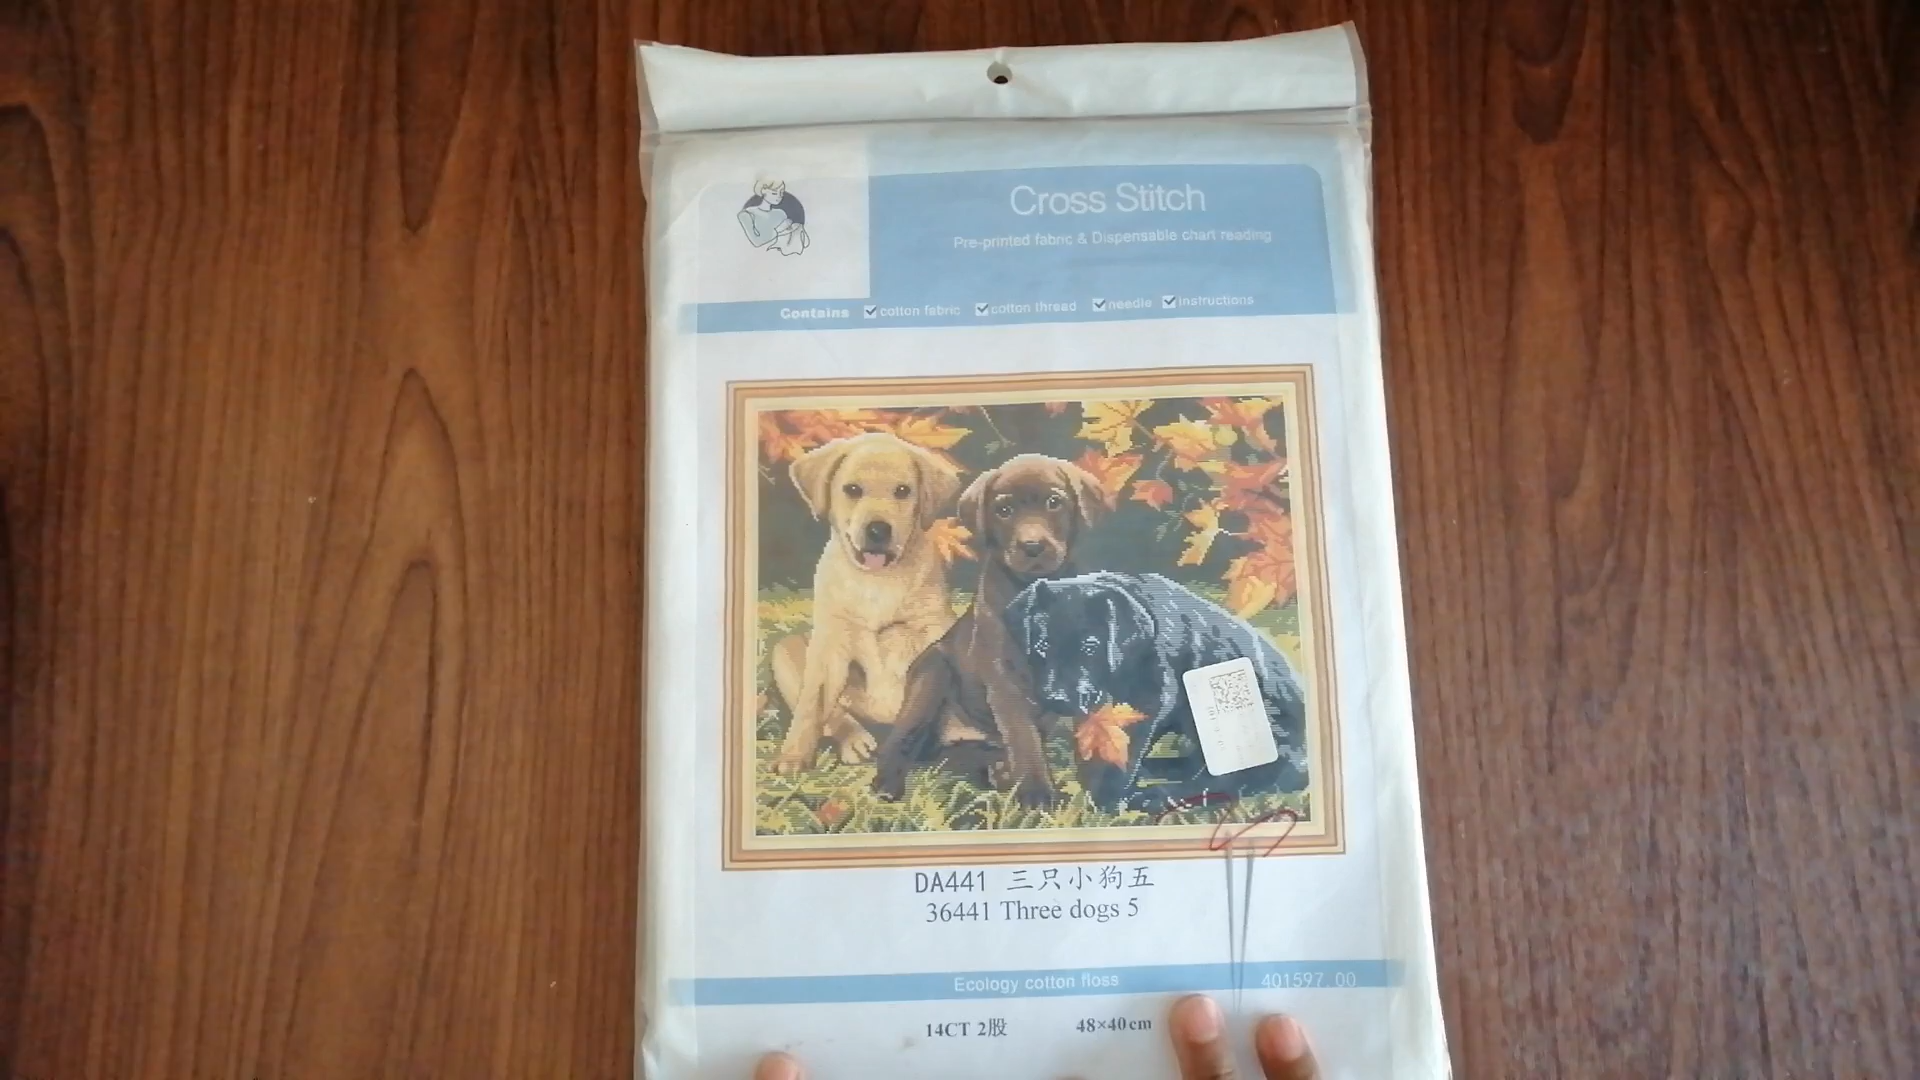 Cross Stitch
Pre-printed fabric & Dispensable chart reading
Contains cotton fabric cotton thread needle instructions
DA441 三只小狗五
36441 Three dogs 5
Ecology cotton floss 401597.00
14CT 2股 48×40cm